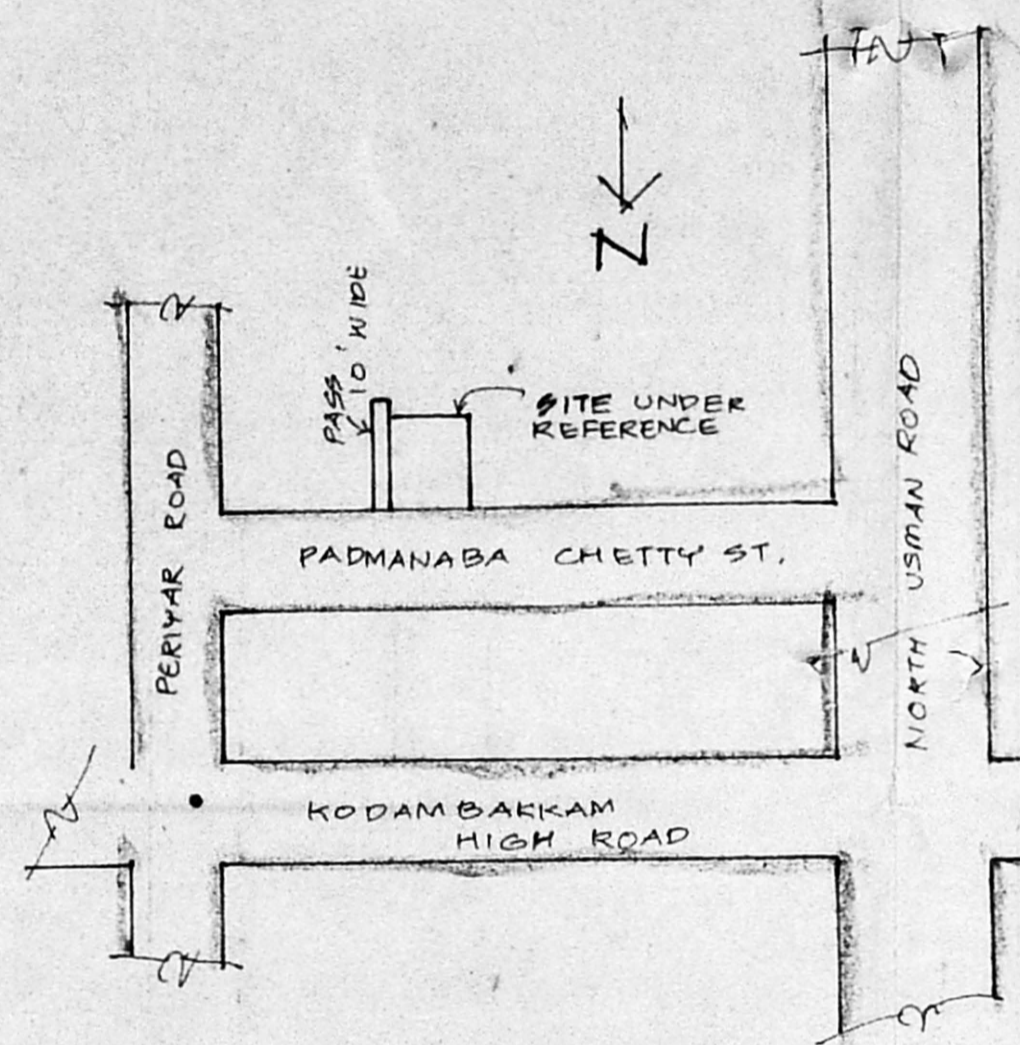 N
PASS
10' WIDE
SITE UNDER
REFERENCE
PERIYAR ROAD
PADMANABA CHETTY ST.
NORTH USMAN ROAD
KODAMBAKKAM
HIGH ROAD